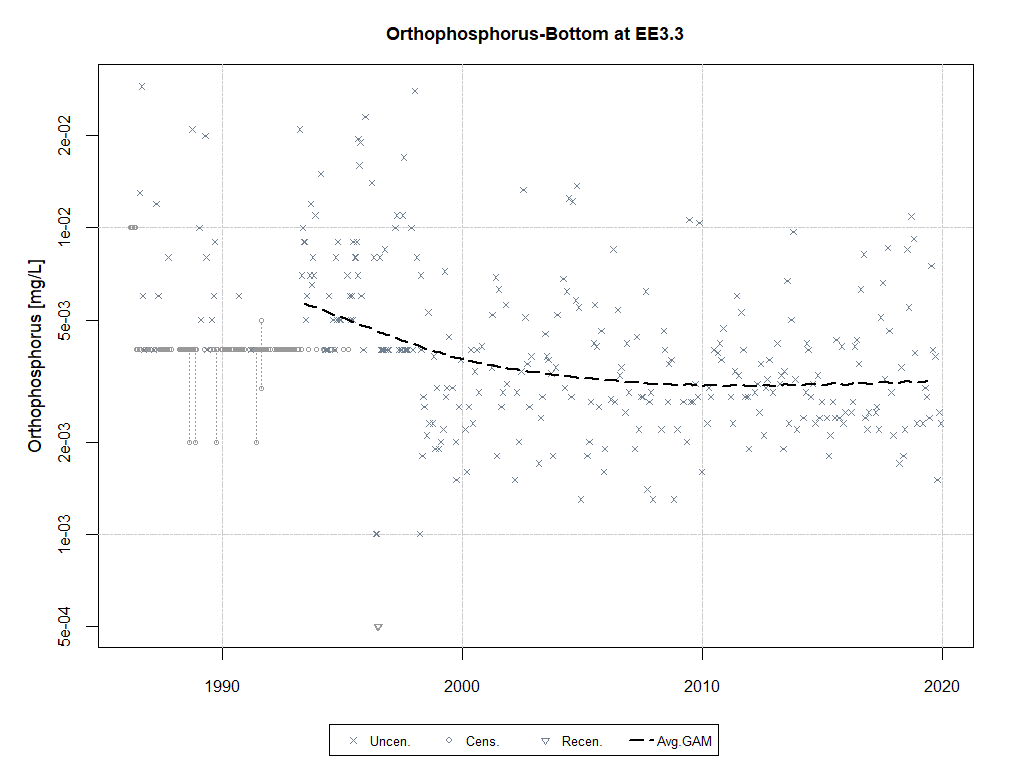 Orthophosphorus-Bottom at EE3.3
Orthophosphorus [mg/L]
2e-02
1e-02
5e-03
2e-03
1e-03
5e-04
1990 2000 2010 2020
Uncen. Cens. Recen. Avg.GAM